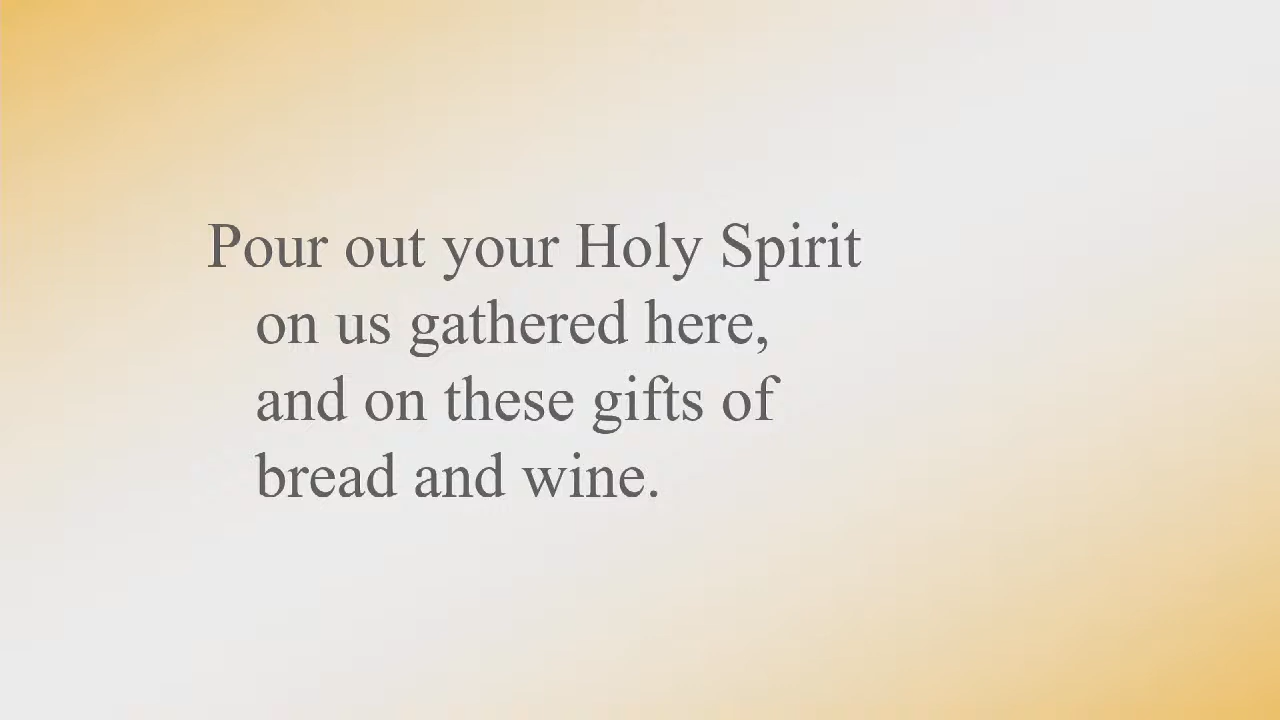 Pour out your Holy Spirit
on us gathered here,
and on these gifts of
bread and wine.